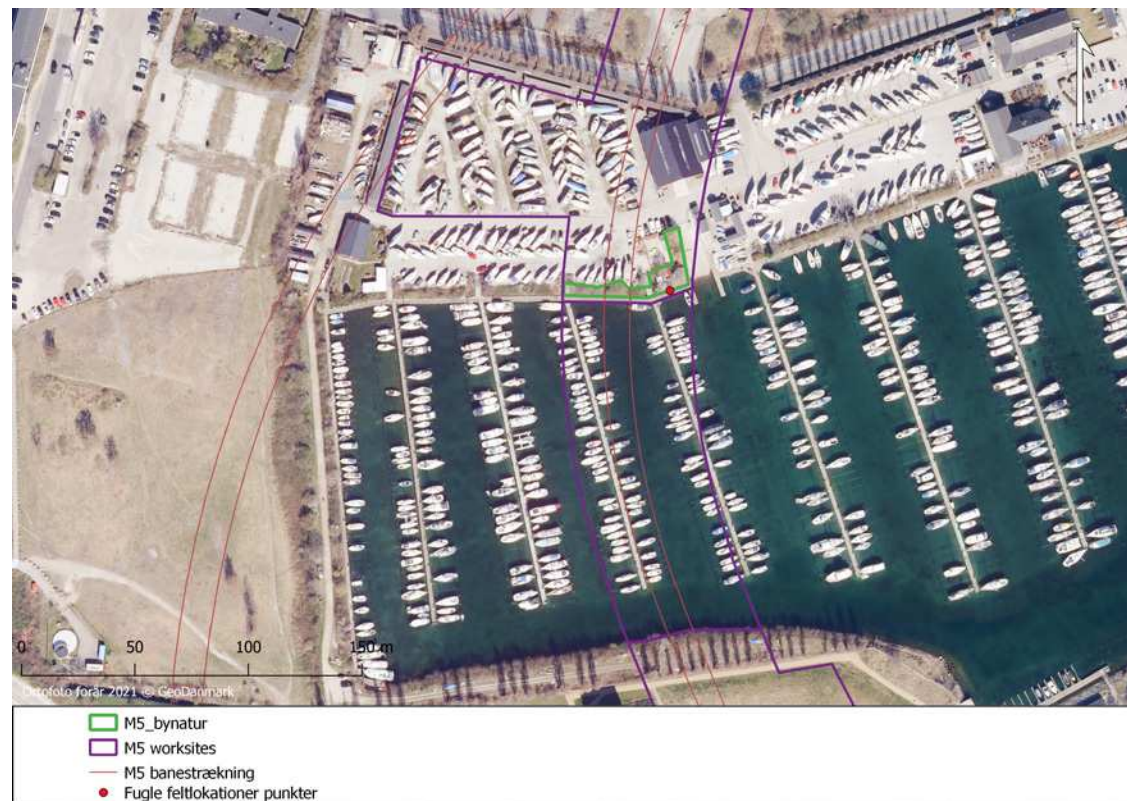 0 50 100 150 m
Ortofoto forår 2021 © GeoDanmark
M5_bynatur
M5 worksites
M5 banestrækning
Fugle feltlokationer punkter